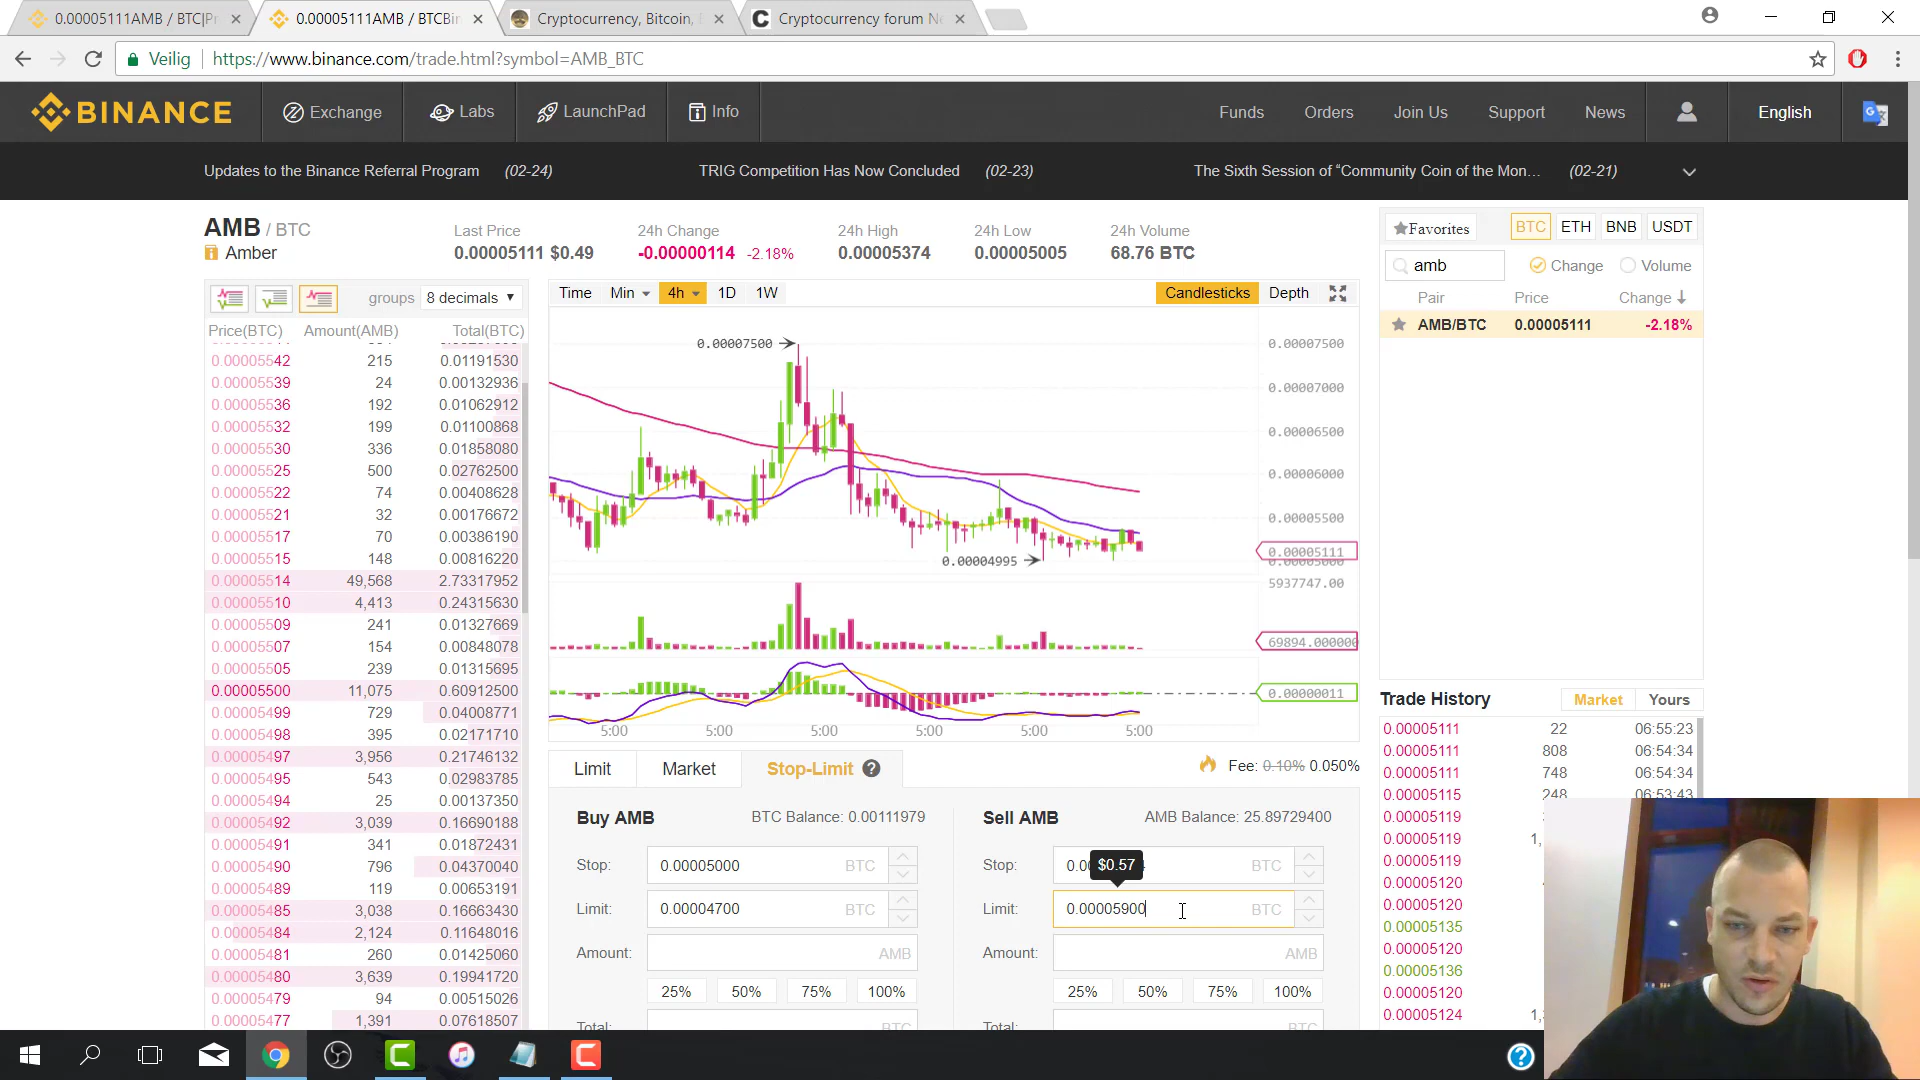 0.00005111AMB / BTC|Pr
0.00005111AMB / BTCBin
Cryptocurrency, Bitcoin, E
Cryptocurrency forum Ne
Veilig
https://www.binance.com/trade.html?symbol=AMB_BTC
BINANCE
Exchange
Labs
LaunchPad
Info
Funds
Orders
Join Us
Support
News
English
Updates to the Binance Referral Program (02-24)
TRIG Competition Has Now Concluded (02-23)
The Sixth Session of “Community Coin of the Mon... (02-21)
AMB / BTC
Amber
Last Price
0.00005111 $0.49
24h Change
-0.00000114 -2.18%
24h High
0.00005374
24h Low
0.00005005
24h Volume
68.76 BTC
groups 8 decimals
Price(BTC) Amount(AMB) Total(BTC)
0.00005542 215 0.01191530
0.00005539 24 0.00132936
0.00005536 192 0.01062912
0.00005532 199 0.01100868
0.00005530 336 0.01858080
0.00005525 500 0.02762500
0.00005522 74 0.00408628
0.00005521 32 0.00176672
0.00005517 70 0.00386190
0.00005515 148 0.00816220
0.00005514 49,568 2.73317952
0.00005510 4,413 0.24315630
0.00005509 241 0.01327669
0.00005507 154 0.00848078
0.00005505 239 0.01315695
0.00005500 11,075 0.60912500
0.00005499 729 0.04008771
0.00005498 395 0.02171710
0.00005497 3,956 0.21746132
0.00005495 543 0.02983785
0.00005494 25 0.00137350
0.00005492 3,039 0.16690188
0.00005491 341 0.01872431
0.00005490 796 0.04370040
0.00005489 119 0.00653191
0.00005485 3,038 0.16663430
0.00005484 2,124 0.11648016
0.00005481 260 0.01425060
0.00005480 3,639 0.19941720
0.00005479 94 0.00515026
0.00005477 1,391 0.07618507
Time Min 4h 1D 1W
Candlesticks Depth
0.00007500
0.00004995
0.00007500
0.00007000
0.00006500
0.00006000
0.00005500
0.00005111
0.00005000
5937747.00
69894.000000
0.00000011
5:00 5:00 5:00 5:00 5:00 5:00
Limit
Market
Stop-Limit ?
Fee: 0.10% 0.050%
Buy AMB
BTC Balance: 0.00111979
Stop: 0.00005000 BTC
Limit: 0.00004700 BTC
Amount: AMB
25% 50% 75% 100%
Total: BTC
Sell AMB
AMB Balance: 25.89729400
Stop: 0.00 BTC
$0.57
Limit: 0.00005900 BTC
Amount: AMB
25% 50% 75% 100%
Total: BTC
Favorites
BTC ETH BNB USDT
amb
Change Volume
Pair Price Change
AMB/BTC 0.00005111 -2.18%
Trade History
Market Yours
0.00005111 22 06:55:23
0.00005111 808 06:54:34
0.00005111 748 06:54:34
0.00005115 248 06:53:43
0.00005119
0.00005119 1,
0.00005119
0.00005120
0.00005120
0.00005135
0.00005120
0.00005136
0.00005120
0.00005124 1,